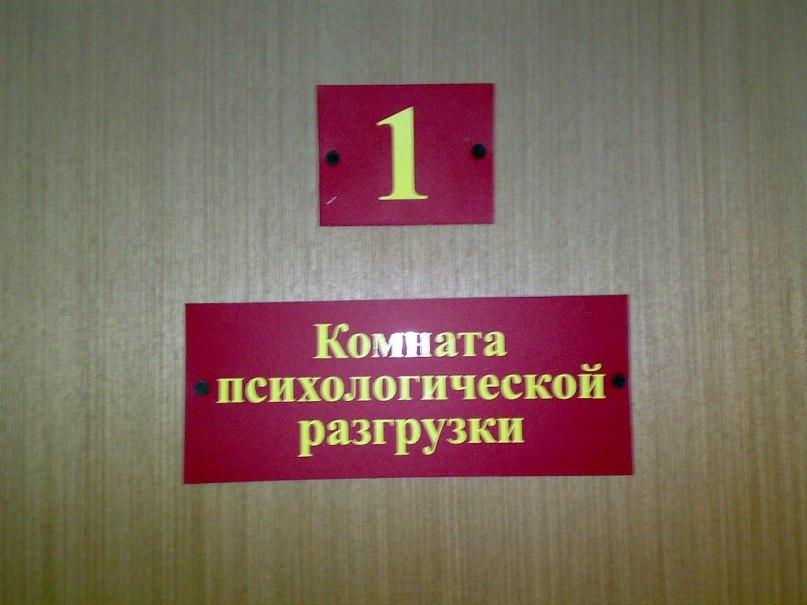 1
Комната
психологической
разгрузки